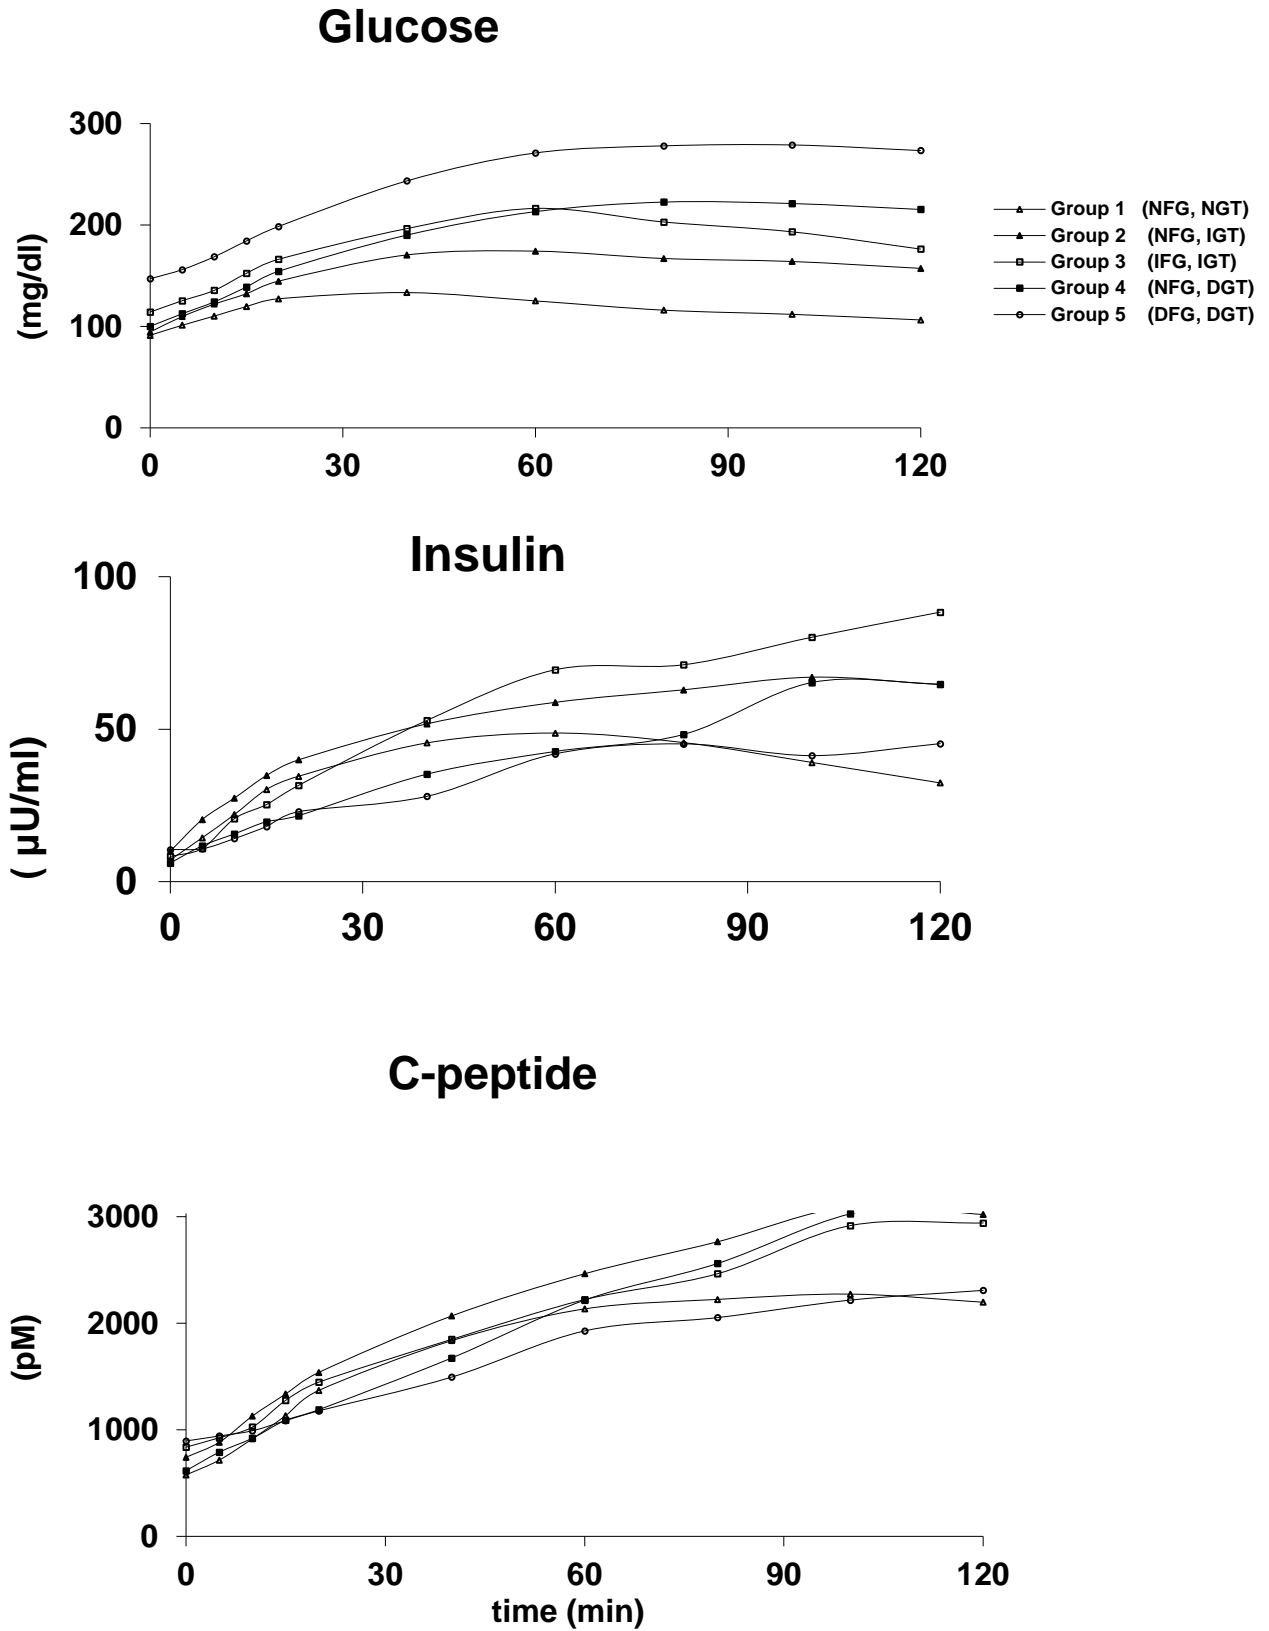 Glucose
300
200
100
0
(mg/dl)
0 30 60 90 120
Group 1 (NFG, NGT)
Group 2 (NFG, IGT)
Group 3 (IFG, IGT)
Group 4 (NFG, DGT)
Group 5 (DFG, DGT)
Insulin
100
50
0
( µU/ml)
0 30 60 90 120
C-peptide
3000
2000
1000
0
(pM)
0 30 60 90 120
time (min)